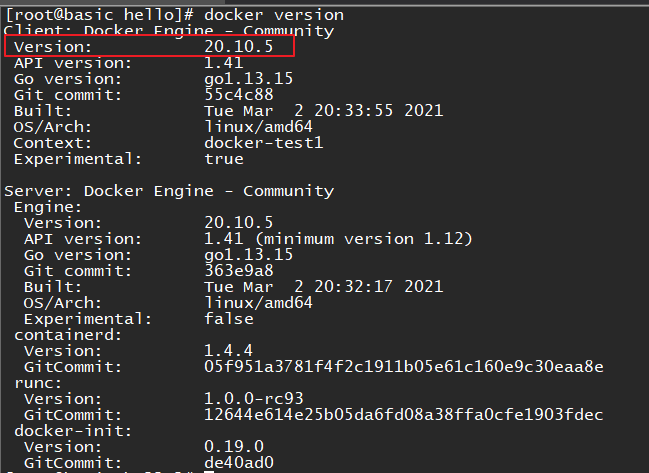 [root@basic hello]# docker version
Client: Docker Engine - Community
Version: 20.10.5
API version: 1.41
Go version: go1.13.15
Git commit: 55c4c88
Built: Tue Mar  2 20:33:55 2021
OS/Arch: linux/amd64
Context: docker-test1
Experimental: true
Server: Docker Engine - Community
Engine:
Version: 20.10.5
API version: 1.41 (minimum version 1.12)
Go version: go1.13.15
Git commit: 363e9a8
Built: Tue Mar  2 20:32:17 2021
OS/Arch: linux/amd64
Experimental: false
containerd:
Version: 1.4.4
GitCommit: 05f951a3781f4f2c1911b05e61c160e9c30eaa8e
runc:
Version: 1.0.0-rc93
GitCommit: 12644e614e25b05da6fd08a38ffa0cfe1903fdec
docker-init:
Version: 0.19.0
GitCommit: de40ad0